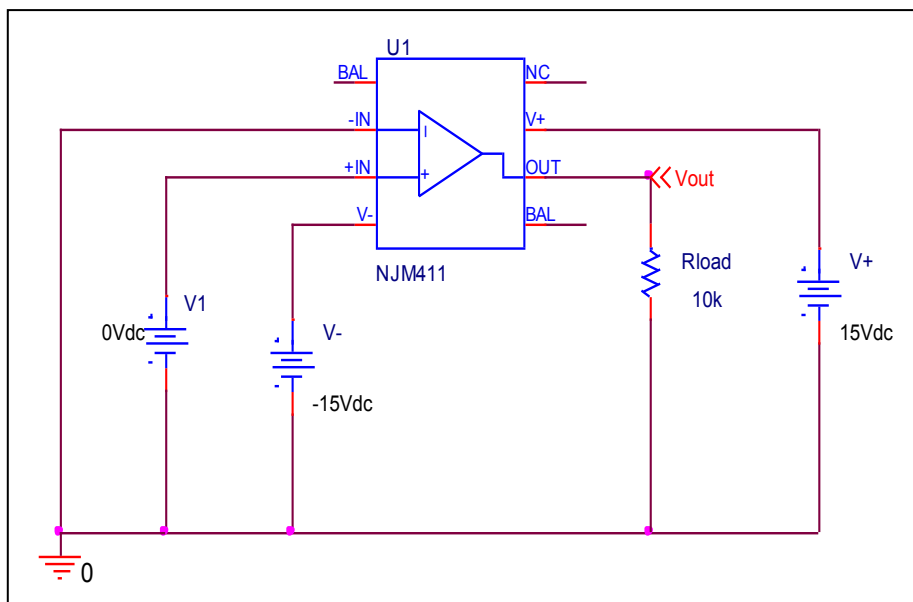 U1
BAL
NC
-IN
V+
+IN
OUT
Vout
V-
BAL
NJM411
Rload
10k
V+
15Vdc
V1
0Vdc
V-
-15Vdc
0